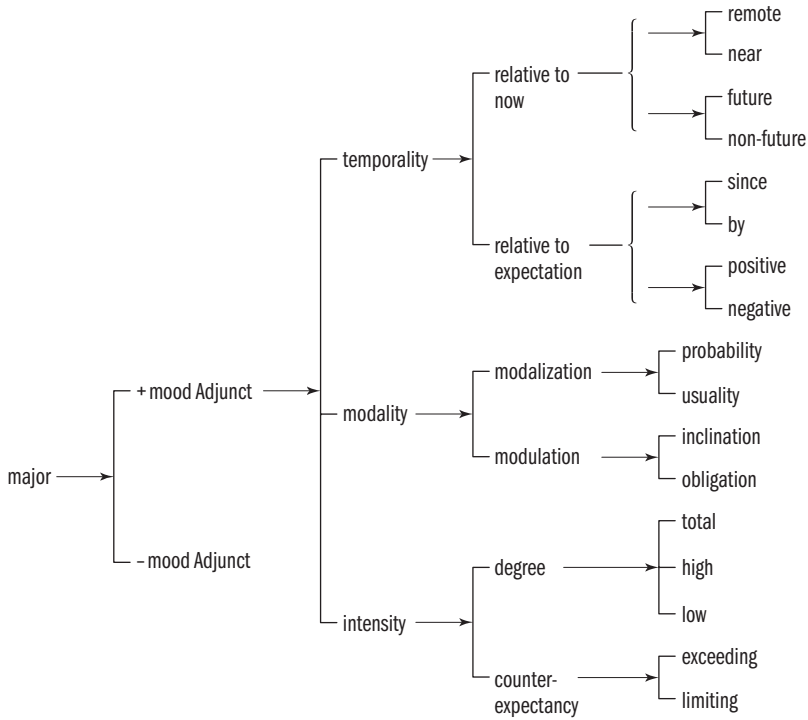 remote
near
relative to
now
future
non-future
temporality
since
by
relative to
expectation
positive
negative
probability
modalization
usuality
+ mood Adjunct
modality
inclination
modulation
obligation
major
total
– mood Adjunct
degree
high
low
intensity
exceeding
counter-
expectancy
limiting